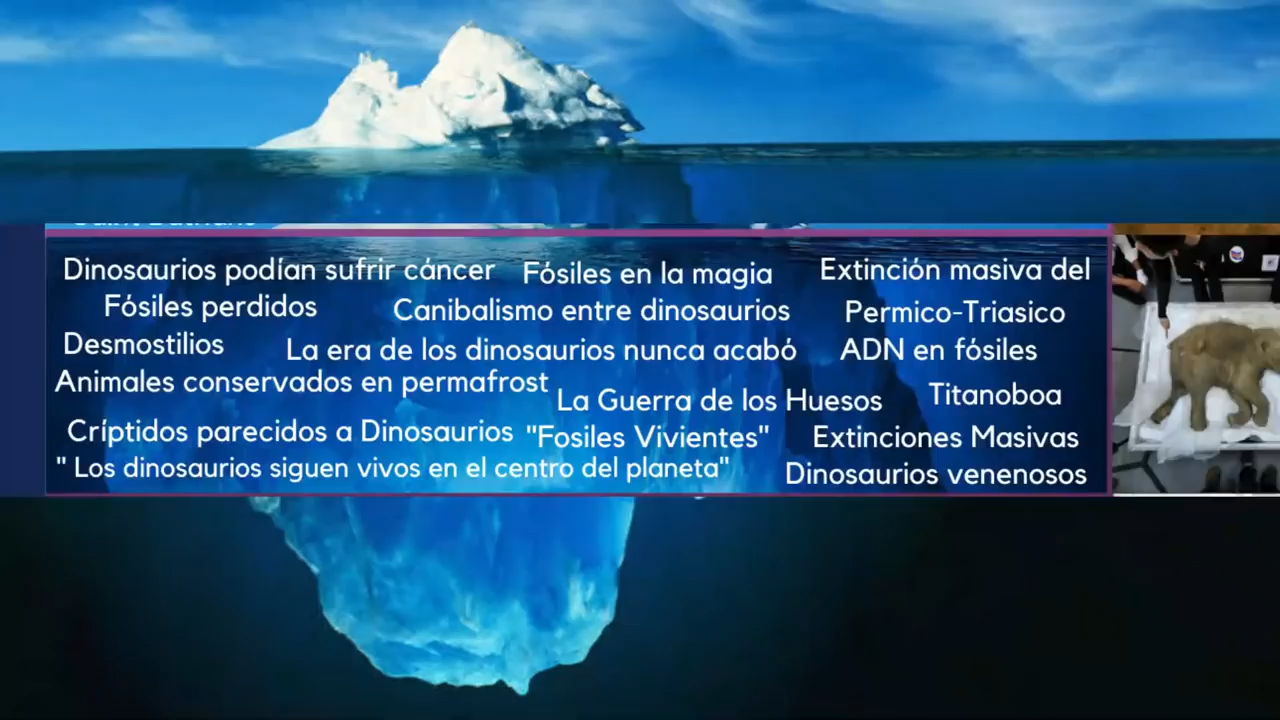 Dinosaurios podían sufrir cáncer
Fósiles en la magia
Extinción masiva del
Permico-Triasico
Fósiles perdidos
Canibalismo entre dinosaurios
Desmostilios
La era de los dinosaurios nunca acabó
ADN en fósiles
Animales conservados en permafrost
La Guerra de los Huesos
Titanoboa
Críptidos parecidos a Dinosaurios
"Fosiles Vivientes"
Extinciones Masivas
" Los dinosaurios siguen vivos en el centro del planeta"
Dinosaurios venenosos